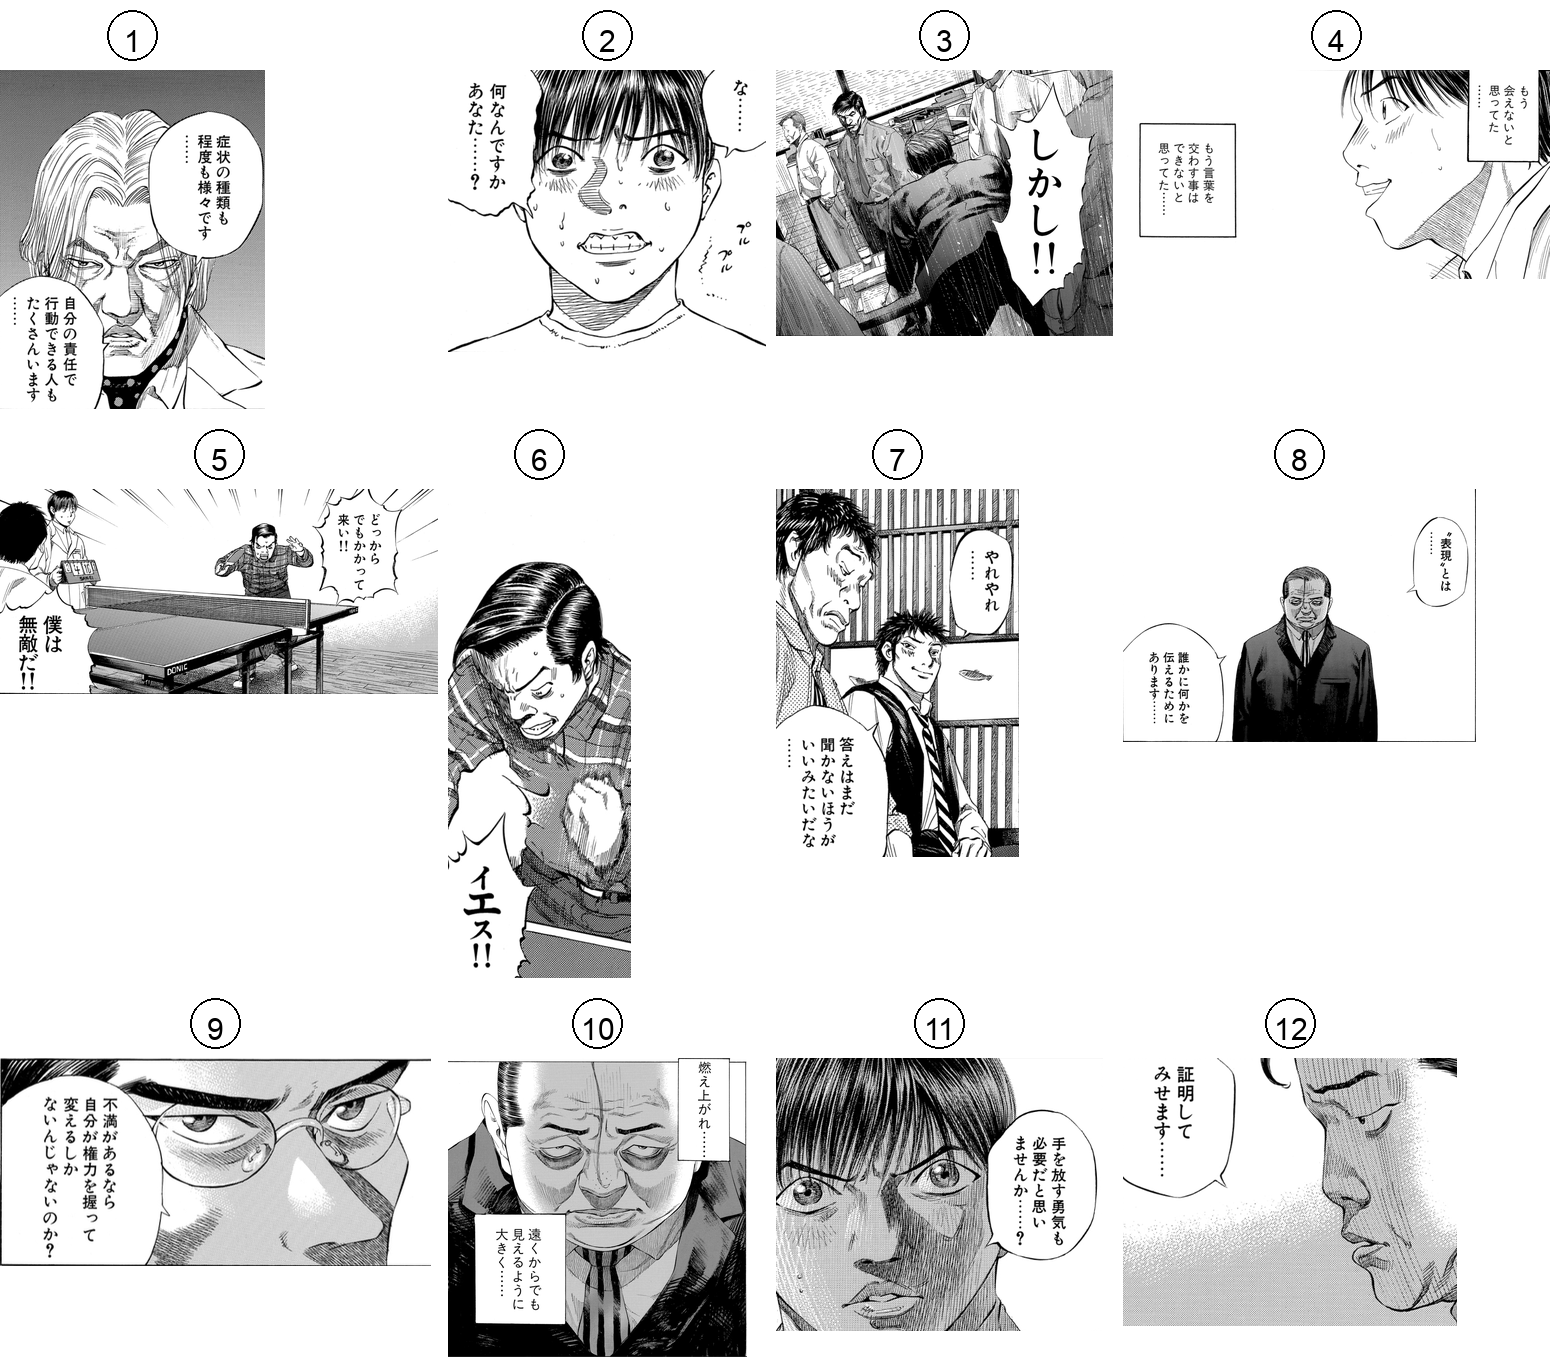 1
症状の種類も
程度も様々です
……
自分の責任で
行動できる人も
たくさんいます
……
2
な……
何なんですか
あなた……?
プル
プル
3
しかし!!
4
もう
会えないと
思ってた
……
もう言葉を
交わす事は
できないと
思ってた……
5
どっから
でもかかって
来い!!
僕は
無敵だ!!
DONIC
6
イエス!!
7
やれやれ
……
答えはまだ
聞かないほうが
いいみたいだな
……
8
"表現"とは
……
誰かに何かを
伝えるために
あります……
9
不満があるなら
自分が権力を握って
変えるしか
ないんじゃないのか?
10
燃え上がれ……
遠くからでも
見えるように
大きく……
11
手を放す勇気も
必要だと思い
ませんか……?
12
証明して
みせます……